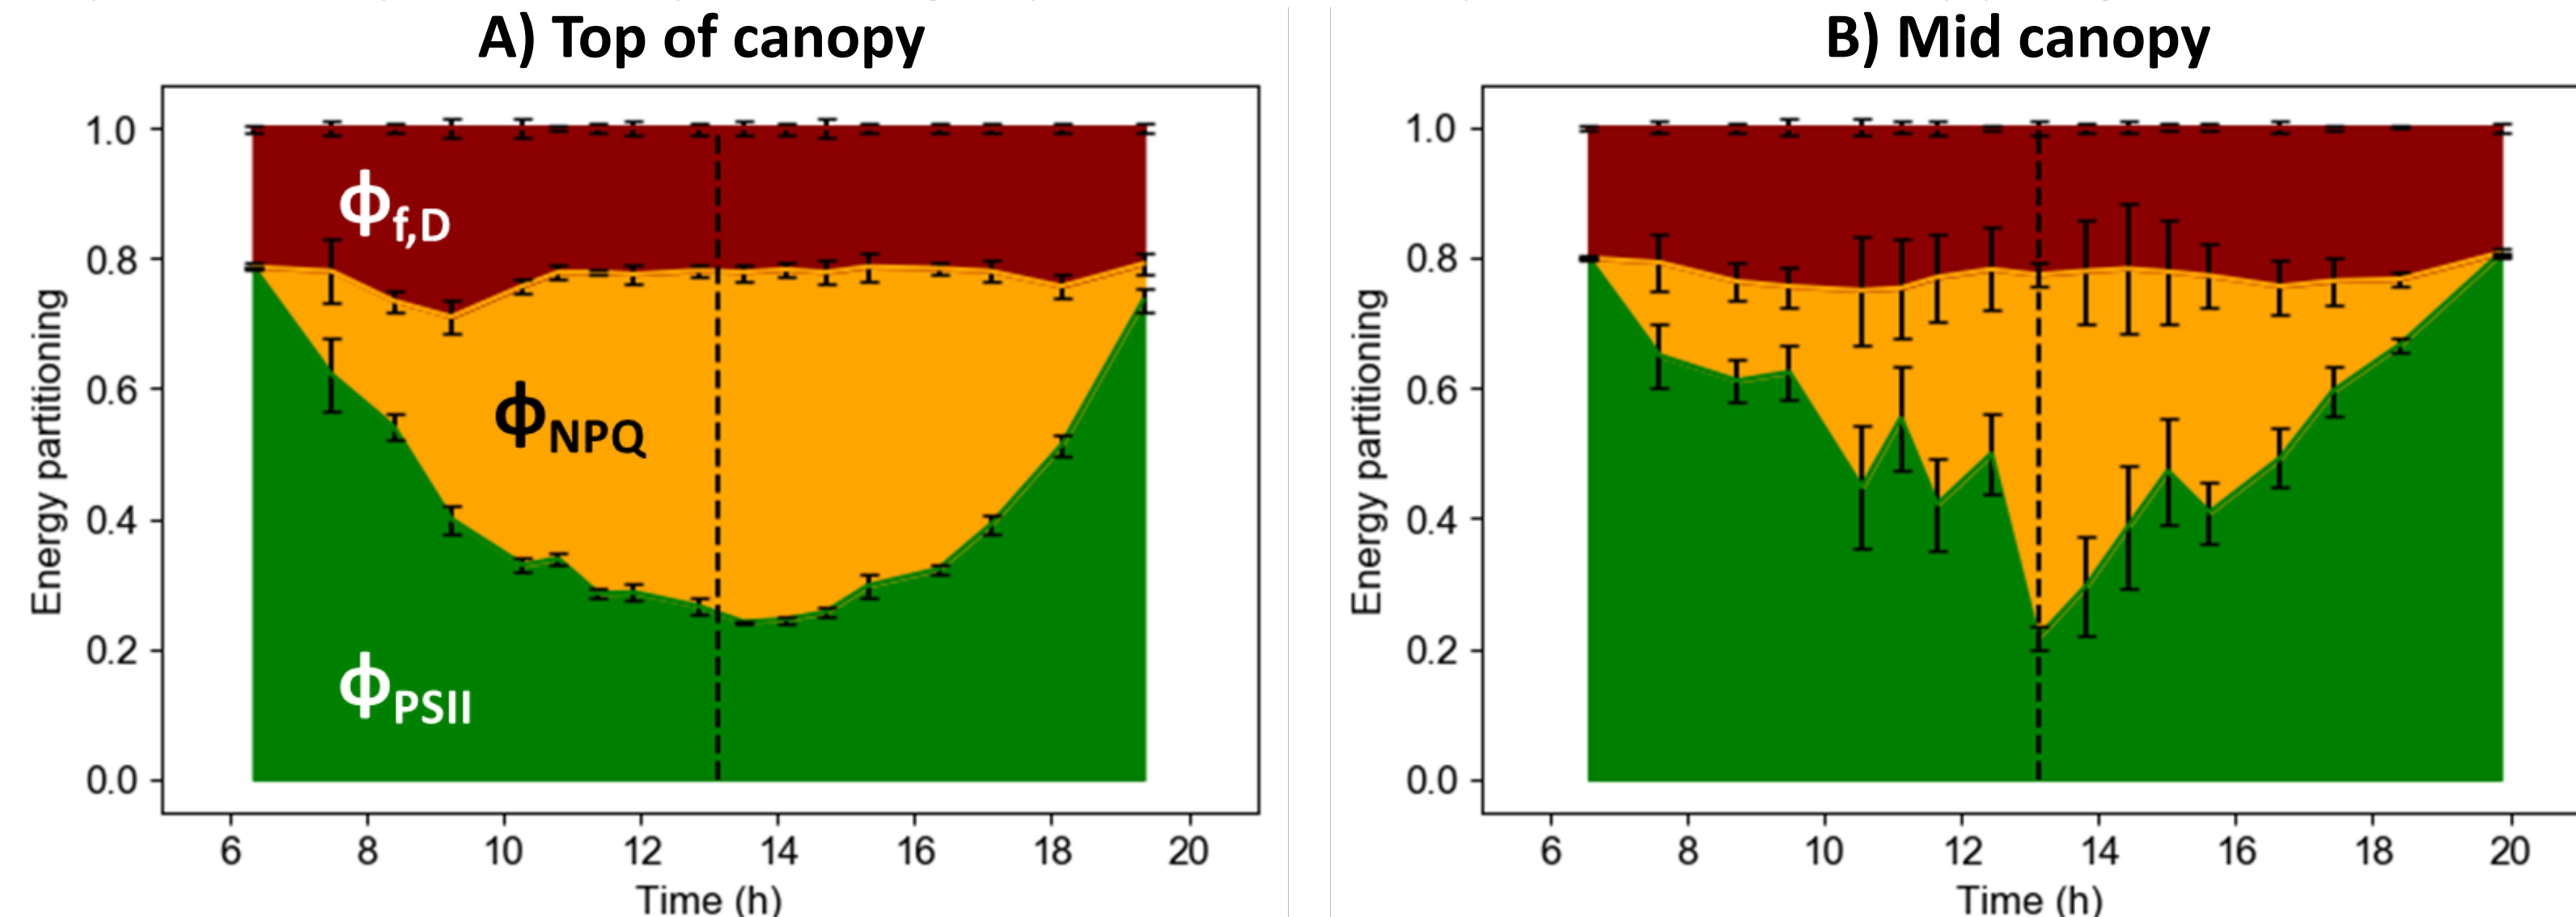 A) Top of canopy
Energy partitioning
1.0
0.8
0.6
0.4
0.2
0.0
ϕf,D
ϕNPQ
ϕPSII
6 8 10 12 14 16 18 20
Time (h)
B) Mid canopy
Energy partitioning
1.0
0.8
0.6
0.4
0.2
0.0
6 8 10 12 14 16 18 20
Time (h)